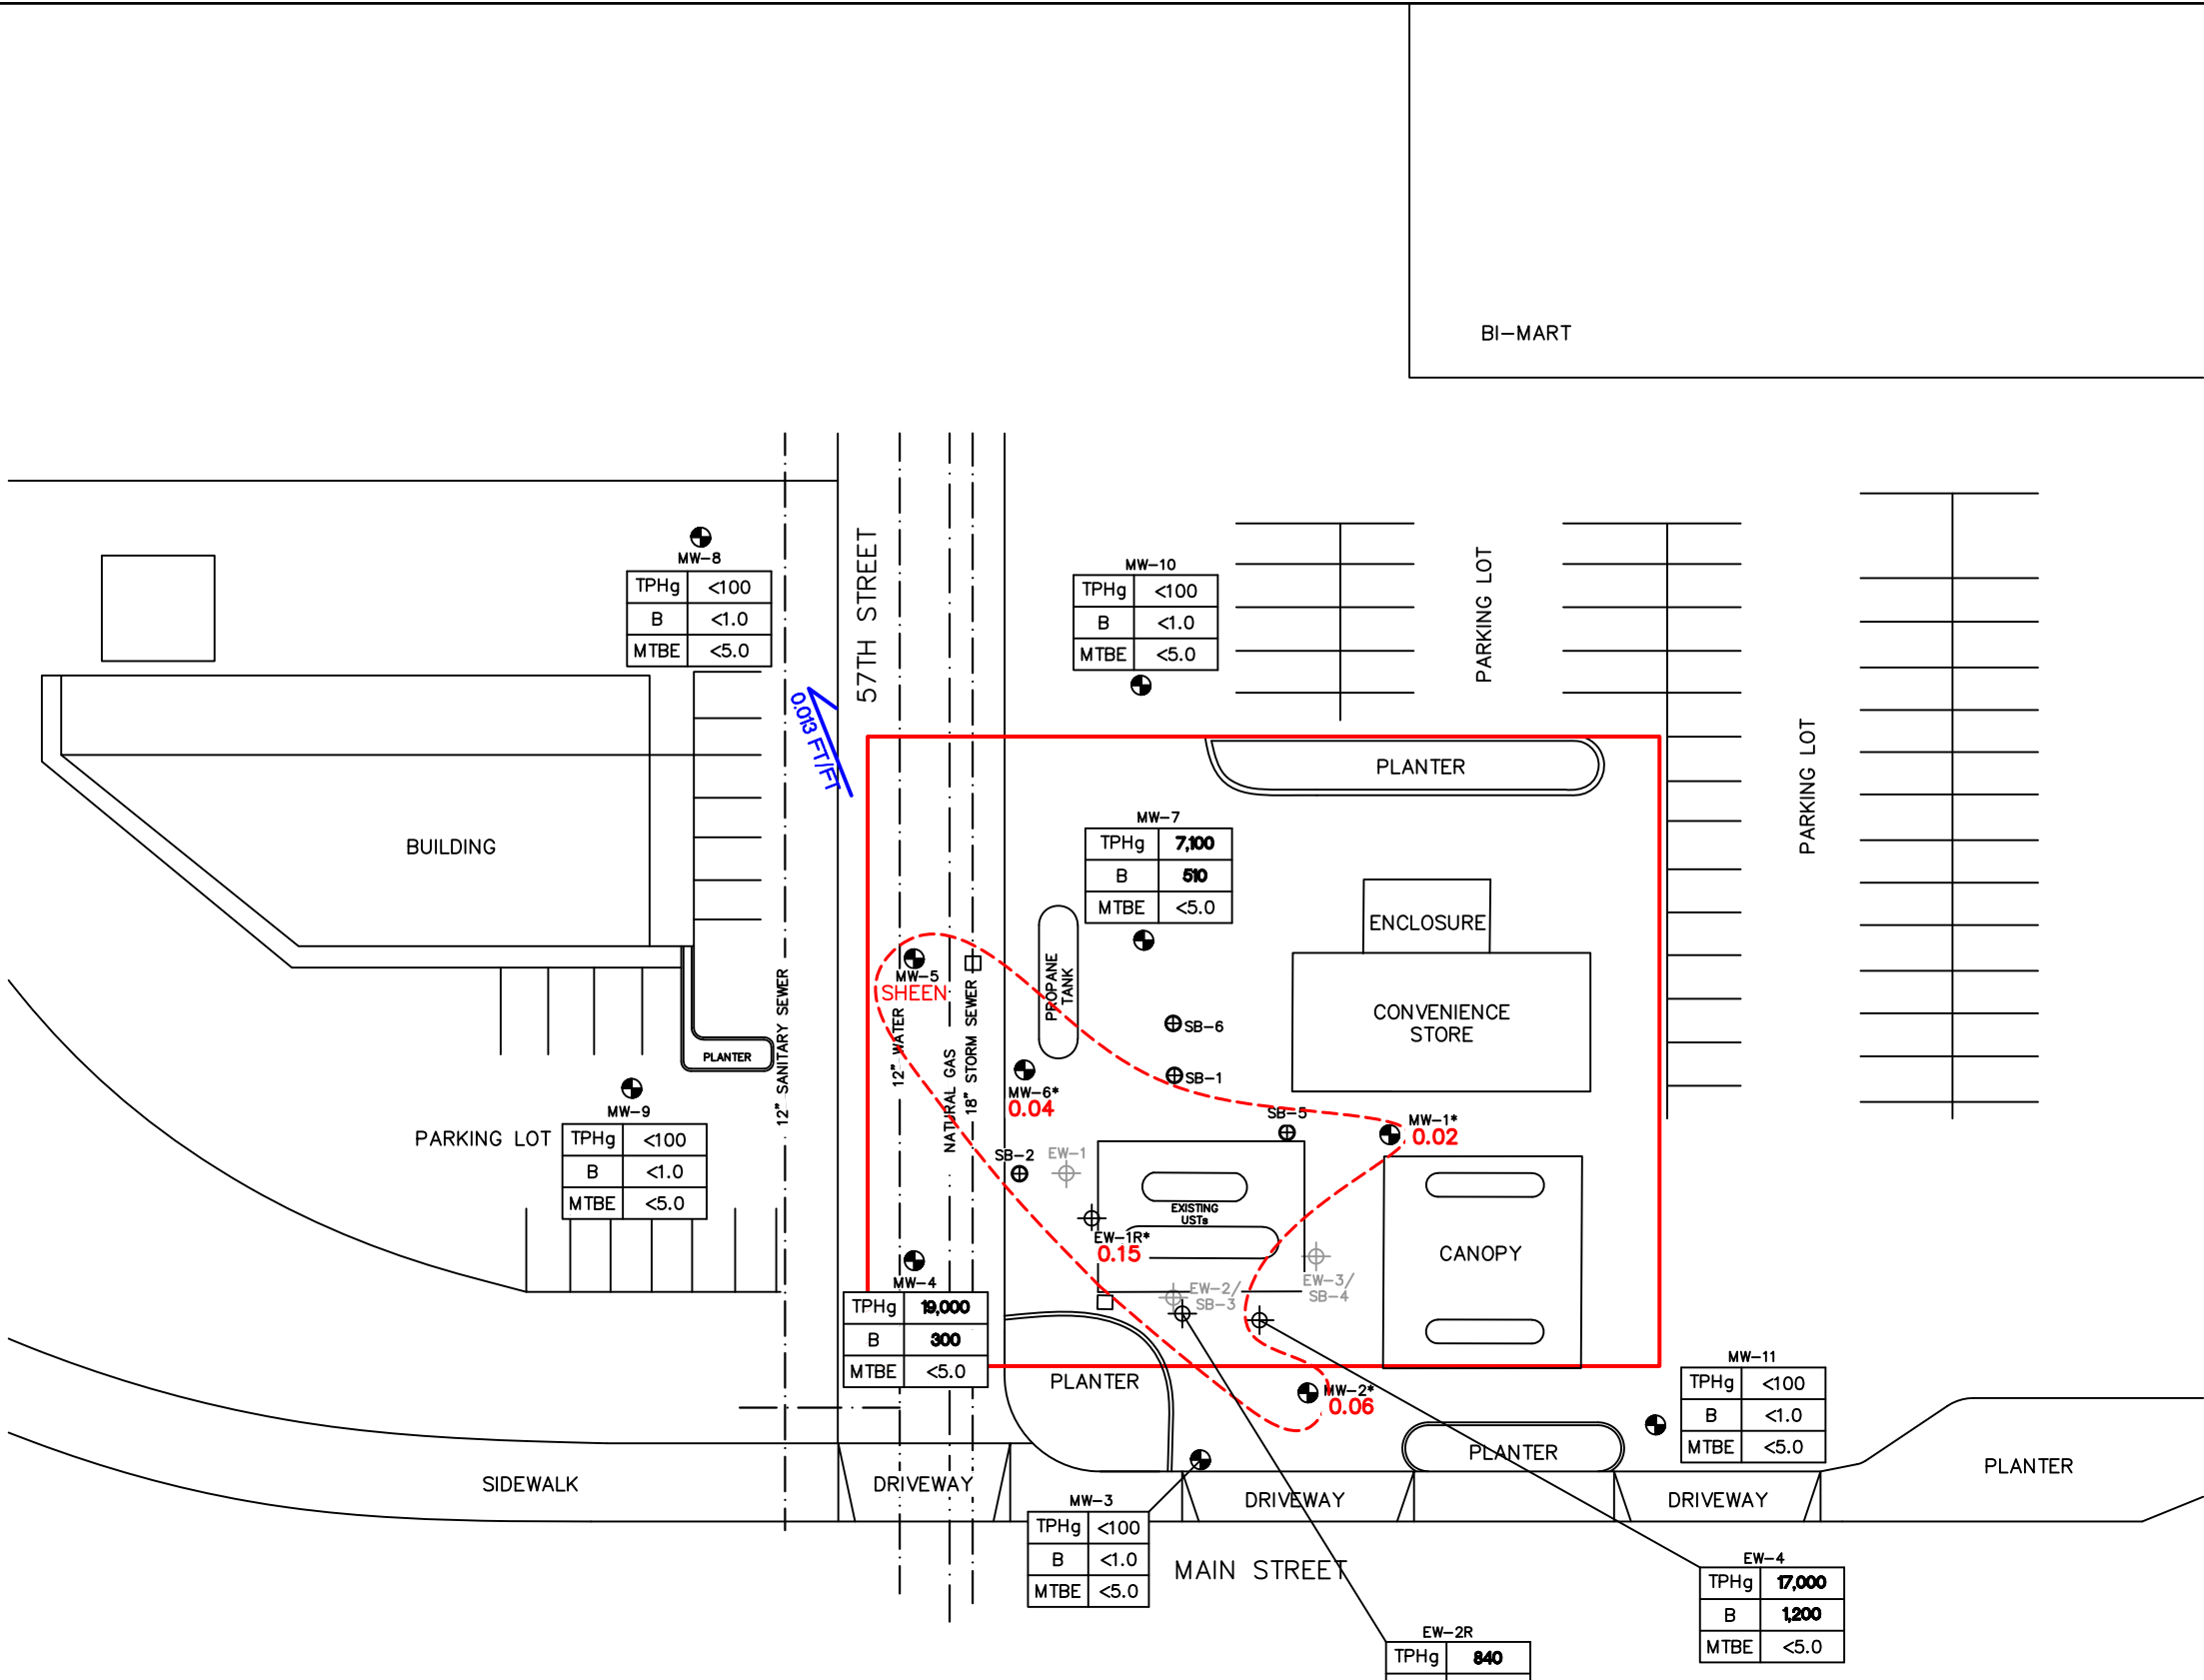 BI-MART
57TH STREET
MW-8
TPHg <100
B <1.0
MTBE <5.0
MW-10
TPHg <100
B <1.0
MTBE <5.0
PARKING LOT
PARKING LOT
0.013 FT/FT
PLANTER
BUILDING
MW-7
TPHg 7,100
B 510
MTBE <5.0
ENCLOSURE
CONVENIENCE
STORE
PROPANE
TANK
MW-5
SHEEN
12" SANITARY SEWER
12" WATER
NATURAL GAS
18" STORM SEWER
PLANTER
SB-6
SB-1
SB-5
MW-6*
0.04
MW-1*
0.02
MW-9
PARKING LOT
TPHg <100
B <1.0
MTBE <5.0
SB-2
EW-1
EXISTING
USTs
EW-1R*
0.15
CANOPY
EW-2/
SB-3
EW-3/
SB-4
MW-4
TPHg 19,000
B 300
MTBE <5.0
PLANTER
MW-2*
0.06
MW-11
TPHg <100
B <1.0
MTBE <5.0
PLANTER
PLANTER
SIDEWALK
DRIVEWAY
DRIVEWAY
DRIVEWAY
MW-3
TPHg <100
B <1.0
MTBE <5.0
MAIN STREET
EW-4
TPHg 17,000
B 1,200
MTBE <5.0
EW-2R
TPHg 840